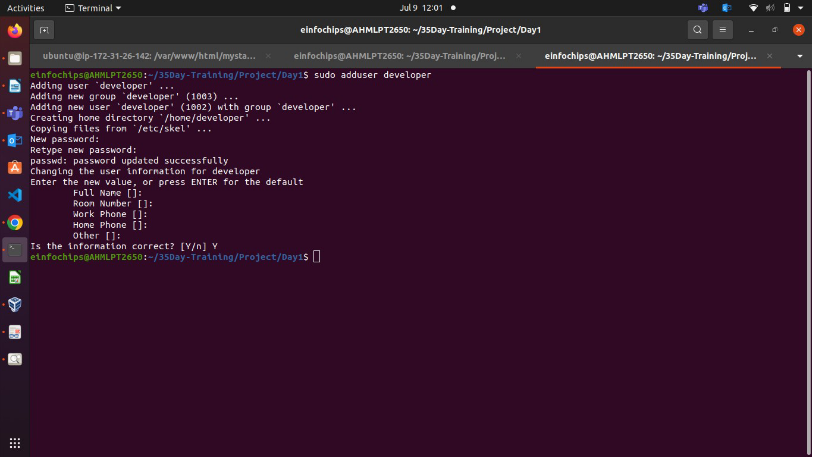 Activities Terminal Jul 9 12:01
einfochips@AHMLPT2650: ~/35Day-Training/Project/Day1
ubuntu@ip-172-31-26-142: /var/www/html/mysta... einfochips@AHMLPT2650: ~/35Day-Training/Proj... einfochips@AHMLPT2650: ~/35Day-Training/Proj...
einfochips@AHMLPT2650:~/35Day-Training/Project/Day1$ sudo adduser developer
Adding user `developer' ...
Adding new group `developer' (1003) ...
Adding new user `developer' (1002) with group `developer' ...
Creating home directory `/home/developer' ...
Copying files from `/etc/skel' ...
New password:
Retype new password:
passwd: password updated successfully
Changing the user information for developer
Enter the new value, or press ENTER for the default
Full Name []:
Room Number []:
Work Phone []:
Home Phone []:
Other []:
Is the information correct? [Y/n] Y
einfochips@AHMLPT2650:~/35Day-Training/Project/Day1$